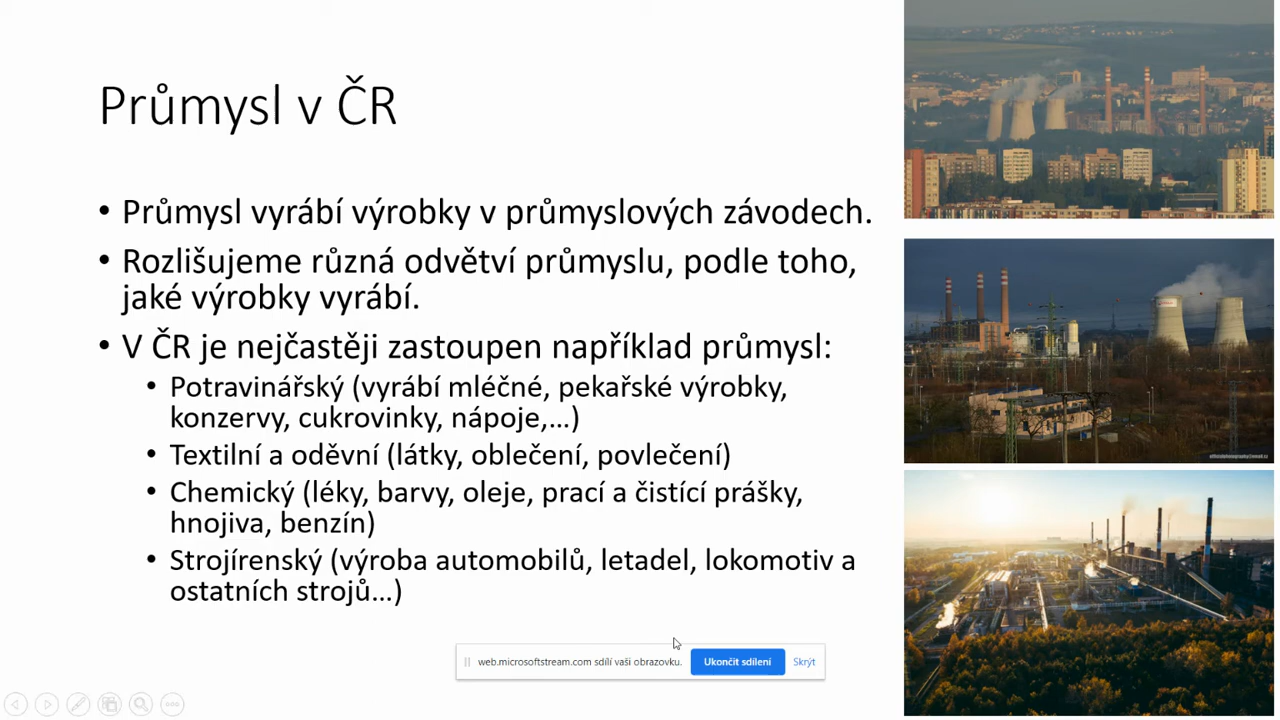 Průmysl v ČR
• Průmysl vyrábí výrobky v průmyslových závodech.
• Rozlišujeme různá odvětví průmyslu, podle toho,
jaké výrobky vyrábí.
• V ČR je nejčastěji zastoupen například průmysl:
• Potravinářský (vyrábí mléčné, pekařské výrobky,
konzervy, cukrovinky, nápoje,…)
• Textilní a oděvní (látky, oblečení, povlečení)
• Chemický (léky, barvy, oleje, prací a čistící prášky,
hnojiva, benzín)
• Strojírenský (výroba automobilů, letadel, lokomotiv a
ostatních strojů…)
web.microsoftstream.com sdílí vaši obrazovku.
Ukončit sdílení
Skrýt